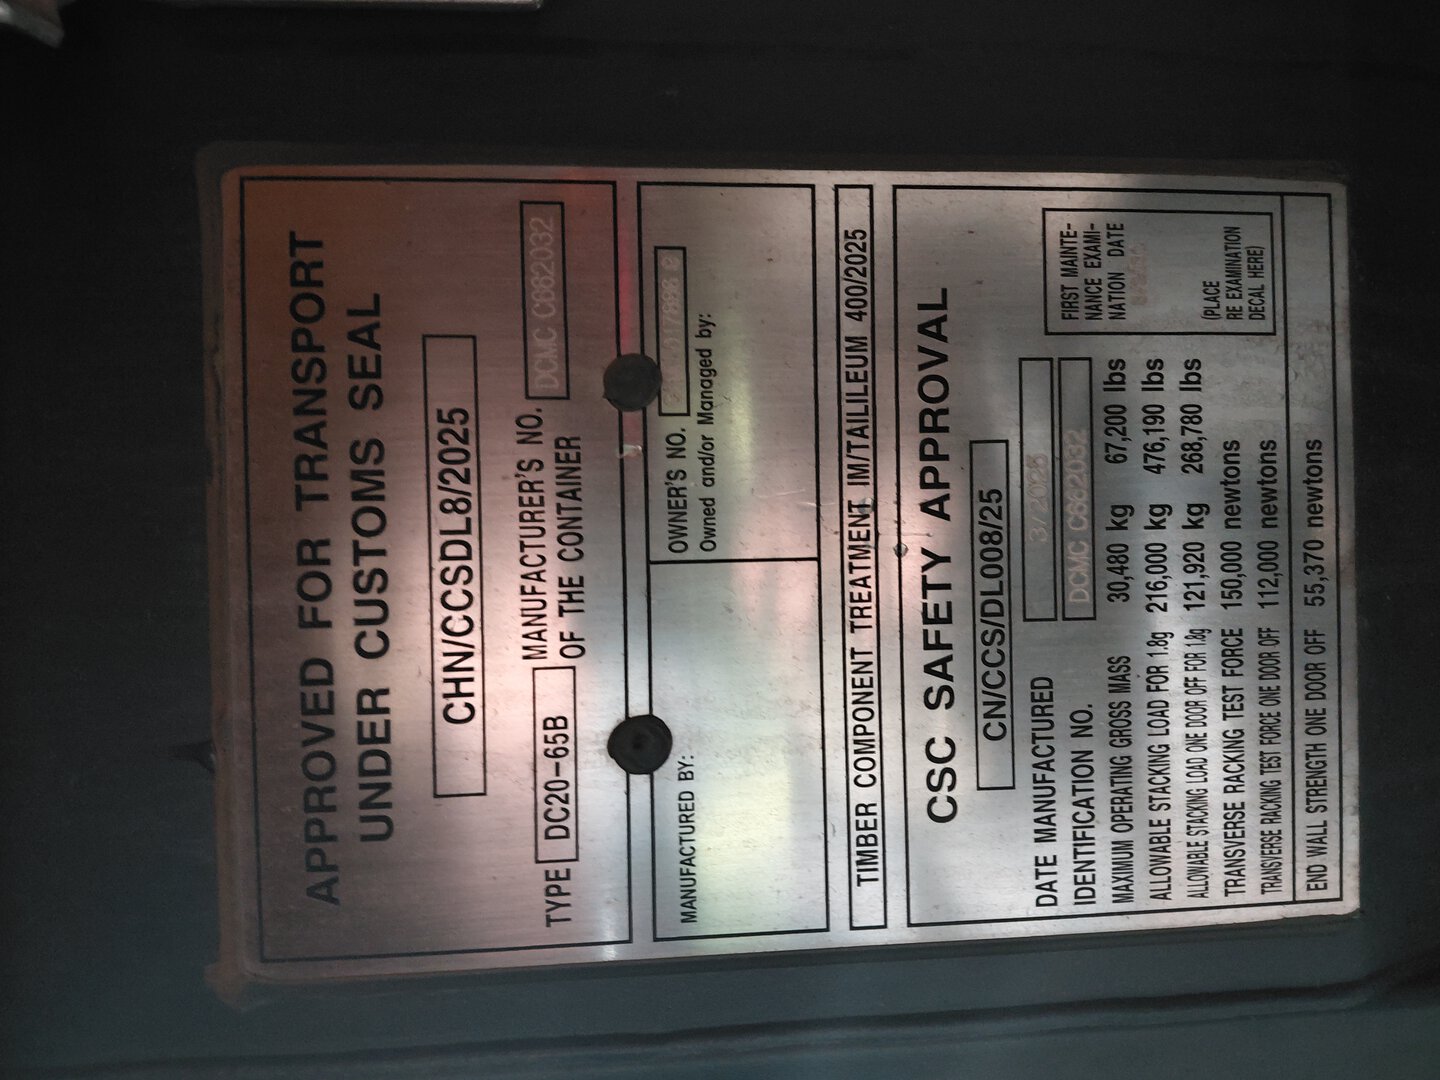 APPROVED FOR TRANSPORT
UNDER CUSTOMS SEAL
CHN/CCSDL8/2025
TYPE DC20-65B MANUFACTURER'S NO. DCMC C662032
OF THE CONTAINER
MANUFACTURED BY:
OWNER'S NO.
Owned and/or Managed by:
TIMBER COMPONENT TREATMENT IM/TAILILEUM 400/2025
CSC SAFETY APPROVAL
CN/CCS/DL008/25
DATE MANUFACTURED 3/2025
IDENTIFICATION NO. DCMC C662032
MAXIMUM OPERATING GROSS MASS 30,480 kg 67,200 lbs
ALLOWABLE STACKING LOAD FOR 1.8g 216,000 kg 476,190 lbs
ALLOWABLE STACKING LOAD ONE DOOR OFF FOR 1.8g 121,920 kg 268,780 lbs
TRANSVERSE RACKING TEST FORCE 150,000 newtons
TRANSVERSE RACKING TEST FORCE ONE DOOR OFF 112,000 newtons
END WALL STRENGTH ONE DOOR OFF 55,370 newtons
FIRST MAINTE-
NANCE EXAMI-
NATION DATE
(PLACE
RE EXAMINATION
DECAL HERE)